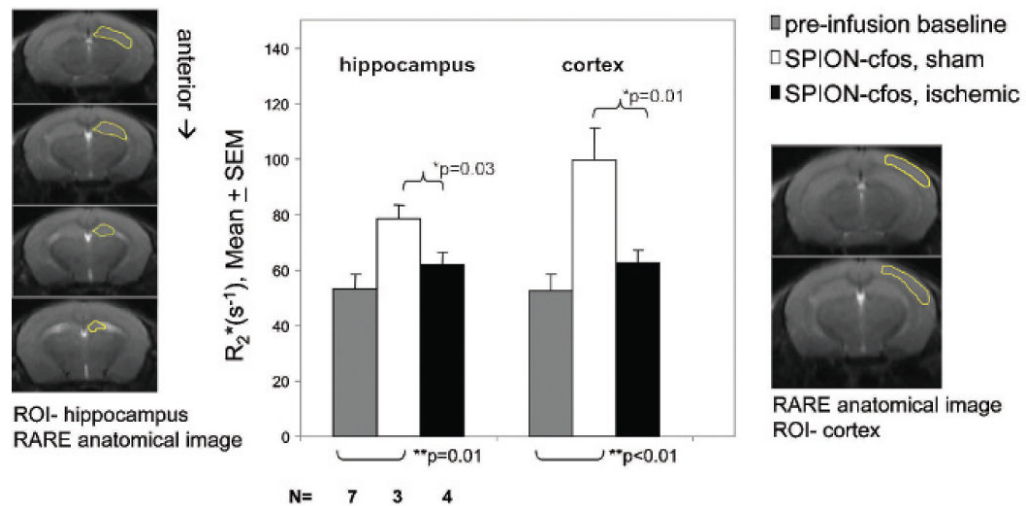 anterior →
ROI- hippocampus
RARE anatomical image
R2*(s-1), Mean ± SEM
140
120
100
80
60
40
20
0
hippocampus
cortex
*p=0.03
*p=0.01
**p=0.01
**p<0.01
N= 7 3 4
pre-infusion baseline
SPION-cfos, sham
SPION-cfos, ischemic
RARE anatomical image
ROI- cortex